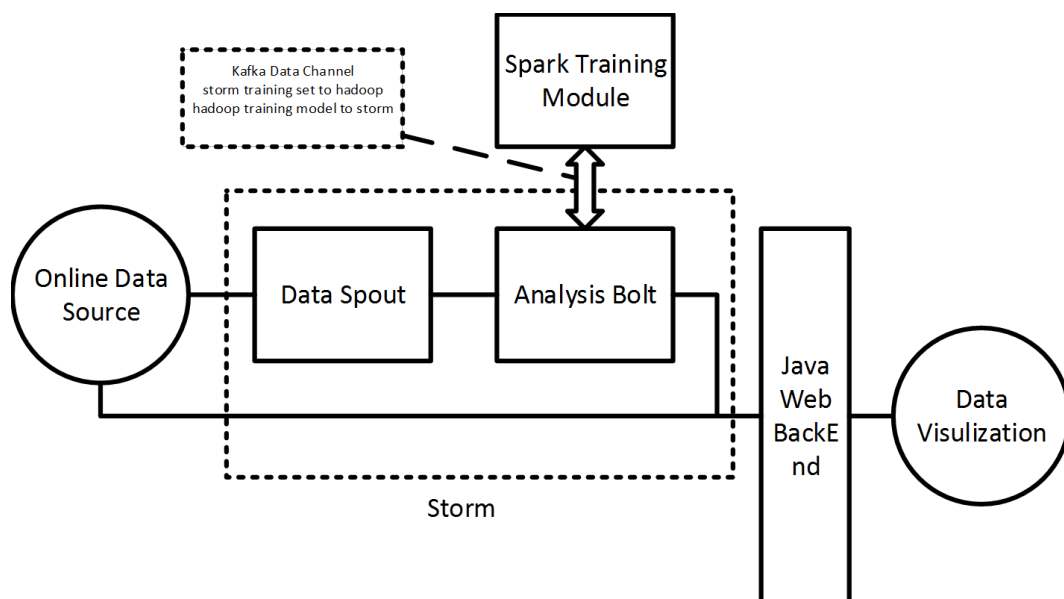 Kafka Data Channel
storm training set to hadoop
hadoop training model to storm
Spark Training
Module
Online Data
Source
Data Spout
Analysis Bolt
Java
Web
BackE
nd
Data
Visulization
Storm